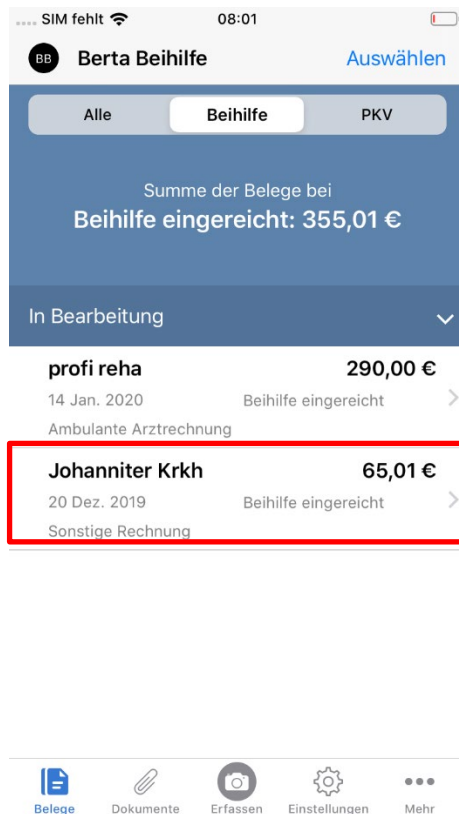 SIM fehlt 08:01
BB Berta Beihilfe Auswählen
Alle Beihilfe PKV
Summe der Belege bei
Beihilfe eingereicht: 355,01 €
In Bearbeitung
profi reha 290,00 €
14 Jan. 2020 Beihilfe eingereicht
Ambulante Arztrechnung
Johanniter Krkh 65,01 €
20 Dez. 2019 Beihilfe eingereicht
Sonstige Rechnung
Belege Dokumente Erfassen Einstellungen Mehr